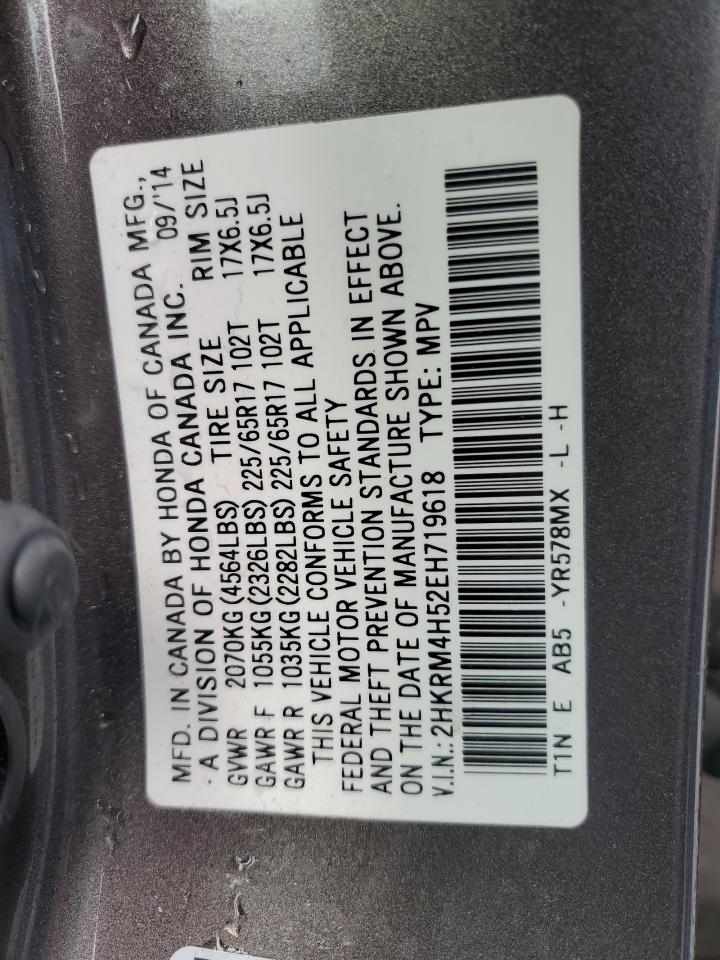 MFD. IN CANADA BY HONDA OF CANADA MFG.,
· A DIVISION OF HONDA CANADA INC. 09/'14
GVWR 2070KG (4564LBS) TIRE SIZE RIM SIZE
GAWR F 1055KG (2326LBS) 225/65R17 102T 17X6.5J
GAWR R 1035KG (2282LBS) 225/65R17 102T 17X6.5J
THIS VEHICLE CONFORMS TO ALL APPLICABLE
FEDERAL MOTOR VEHICLE SAFETY
AND THEFT PREVENTION STANDARDS IN EFFECT
ON THE DATE OF MANUFACTURE SHOWN ABOVE.
V.I.N.: 2HKRM4H52EH719618 TYPE: MPV
T1N E AB5 -YR578MX -L -H